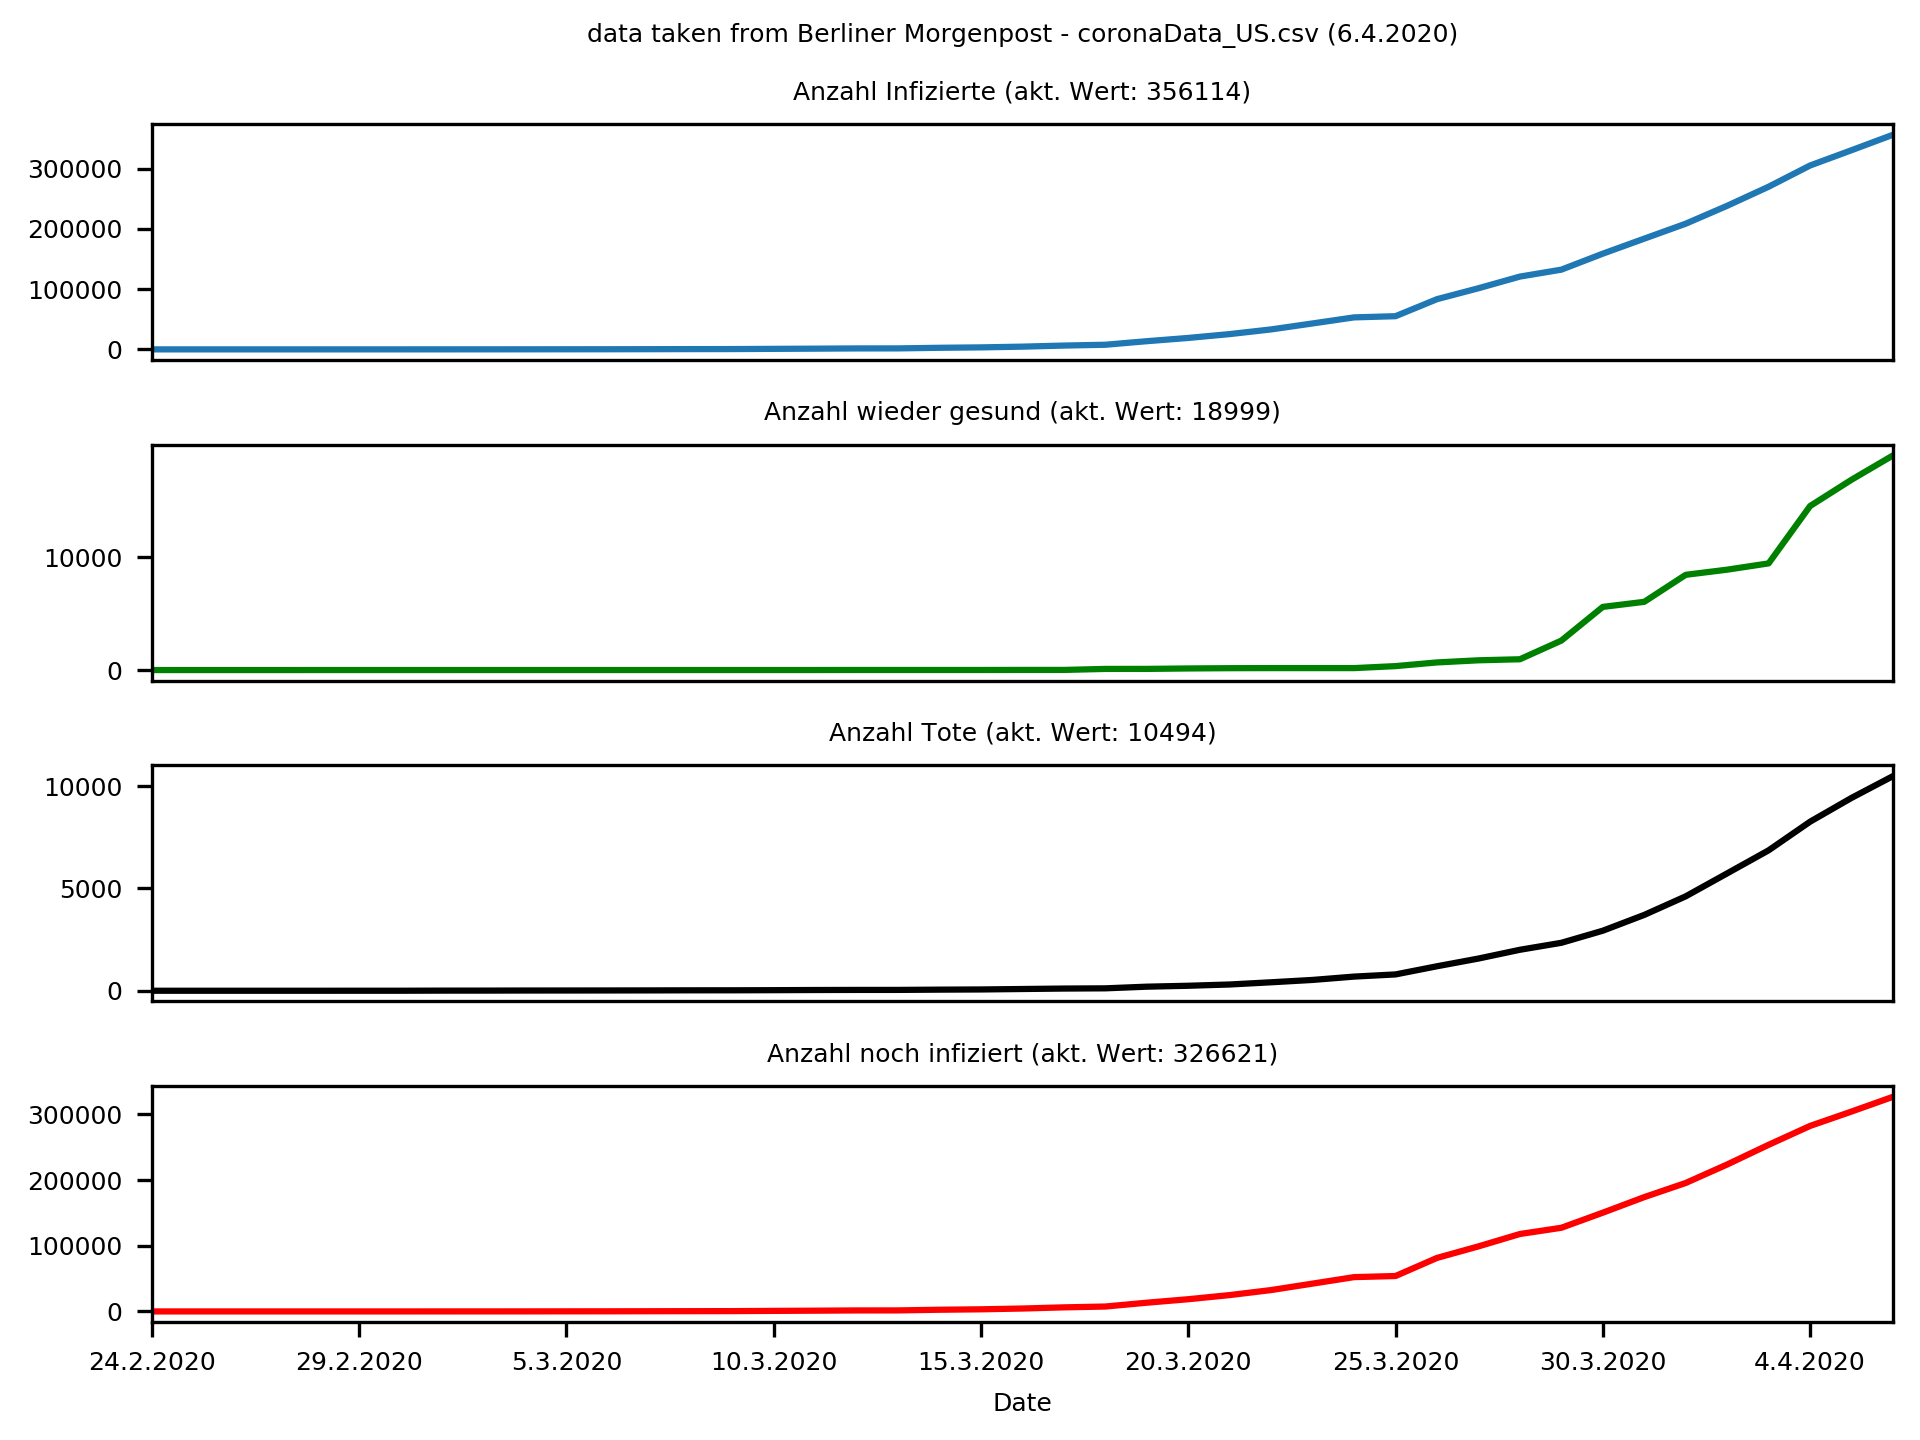 data taken from Berliner Morgenpost - coronaData_US.csv (6.4.2020)
Anzahl Infizierte (akt. Wert: 356114)
300000
200000
100000
0
Anzahl wieder gesund (akt. Wert: 18999)
10000
0
Anzahl Tote (akt. Wert: 10494)
10000
5000
0
Anzahl noch infiziert (akt. Wert: 326621)
300000
200000
100000
0
24.2.2020 29.2.2020 5.3.2020 10.3.2020 15.3.2020 20.3.2020 25.3.2020 30.3.2020 4.4.2020
Date